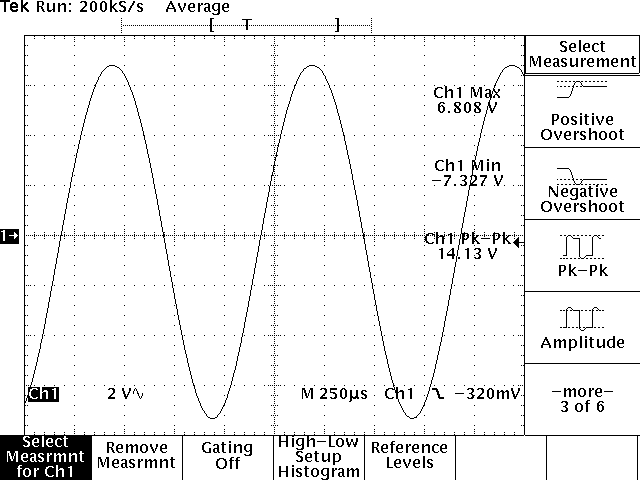 Tek Run: 200kS/s Average
[ T ]
Ch1 Max
6.808 V
Ch1 Min
−7.327 V
Ch1 Pk−Pk
14.13 V
1→
Ch1 2 V∿ M 250µs Ch1 −320mV
Select
Measurement
Positive
Overshoot
Negative
Overshoot
Pk−Pk
Amplitude
−more−
3 of 6
Select
Measrmnt
for Ch1
Remove
Measrmnt
Gating
Off
High−Low
Setup
Histogram
Reference
Levels